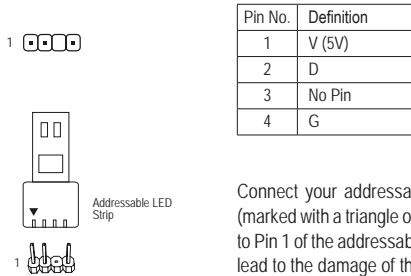 1
Pin No. Definition
1 V (5V)
2 D
3 No Pin
4 G
Addressable LED
Strip
1
Connect your addressa
(marked with a triangle o
to Pin 1 of the addressab
lead to the damage of th